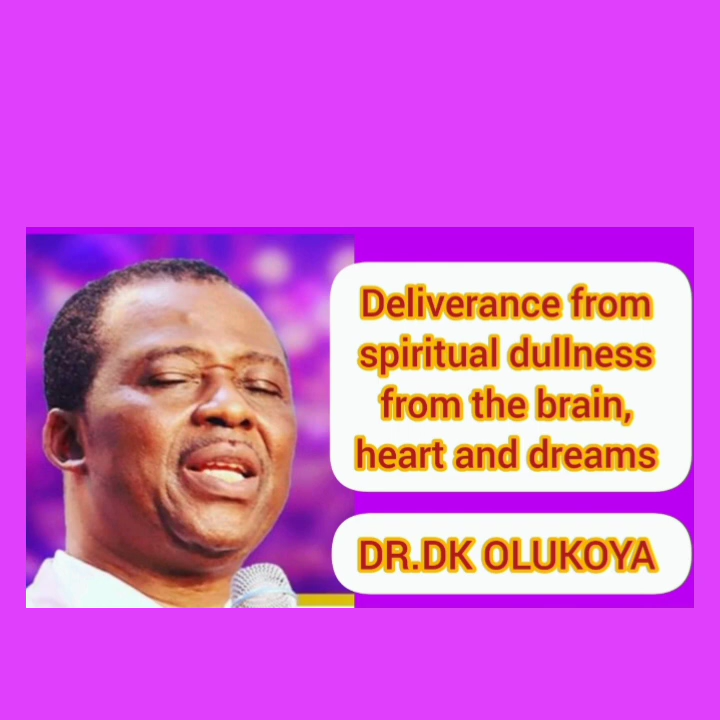 Deliverance from
spiritual dullness
from the brain,
heart and dreams
DR.DK OLUKOYA